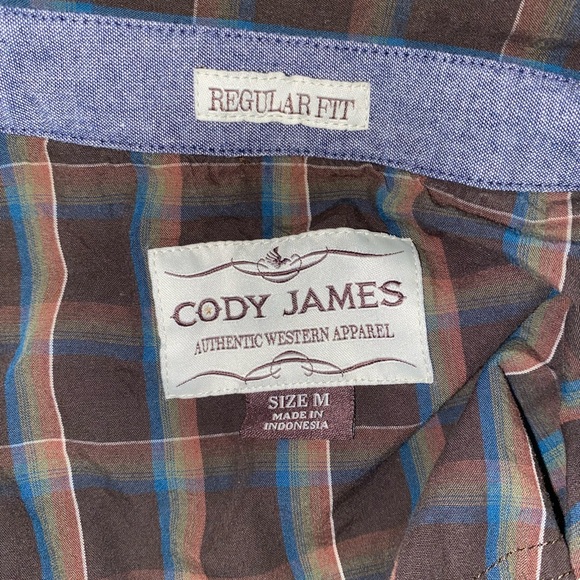 REGULAR FIT
CODY JAMES
AUTHENTIC WESTERN APPAREL
SIZE M
MADE IN
INDONESIA